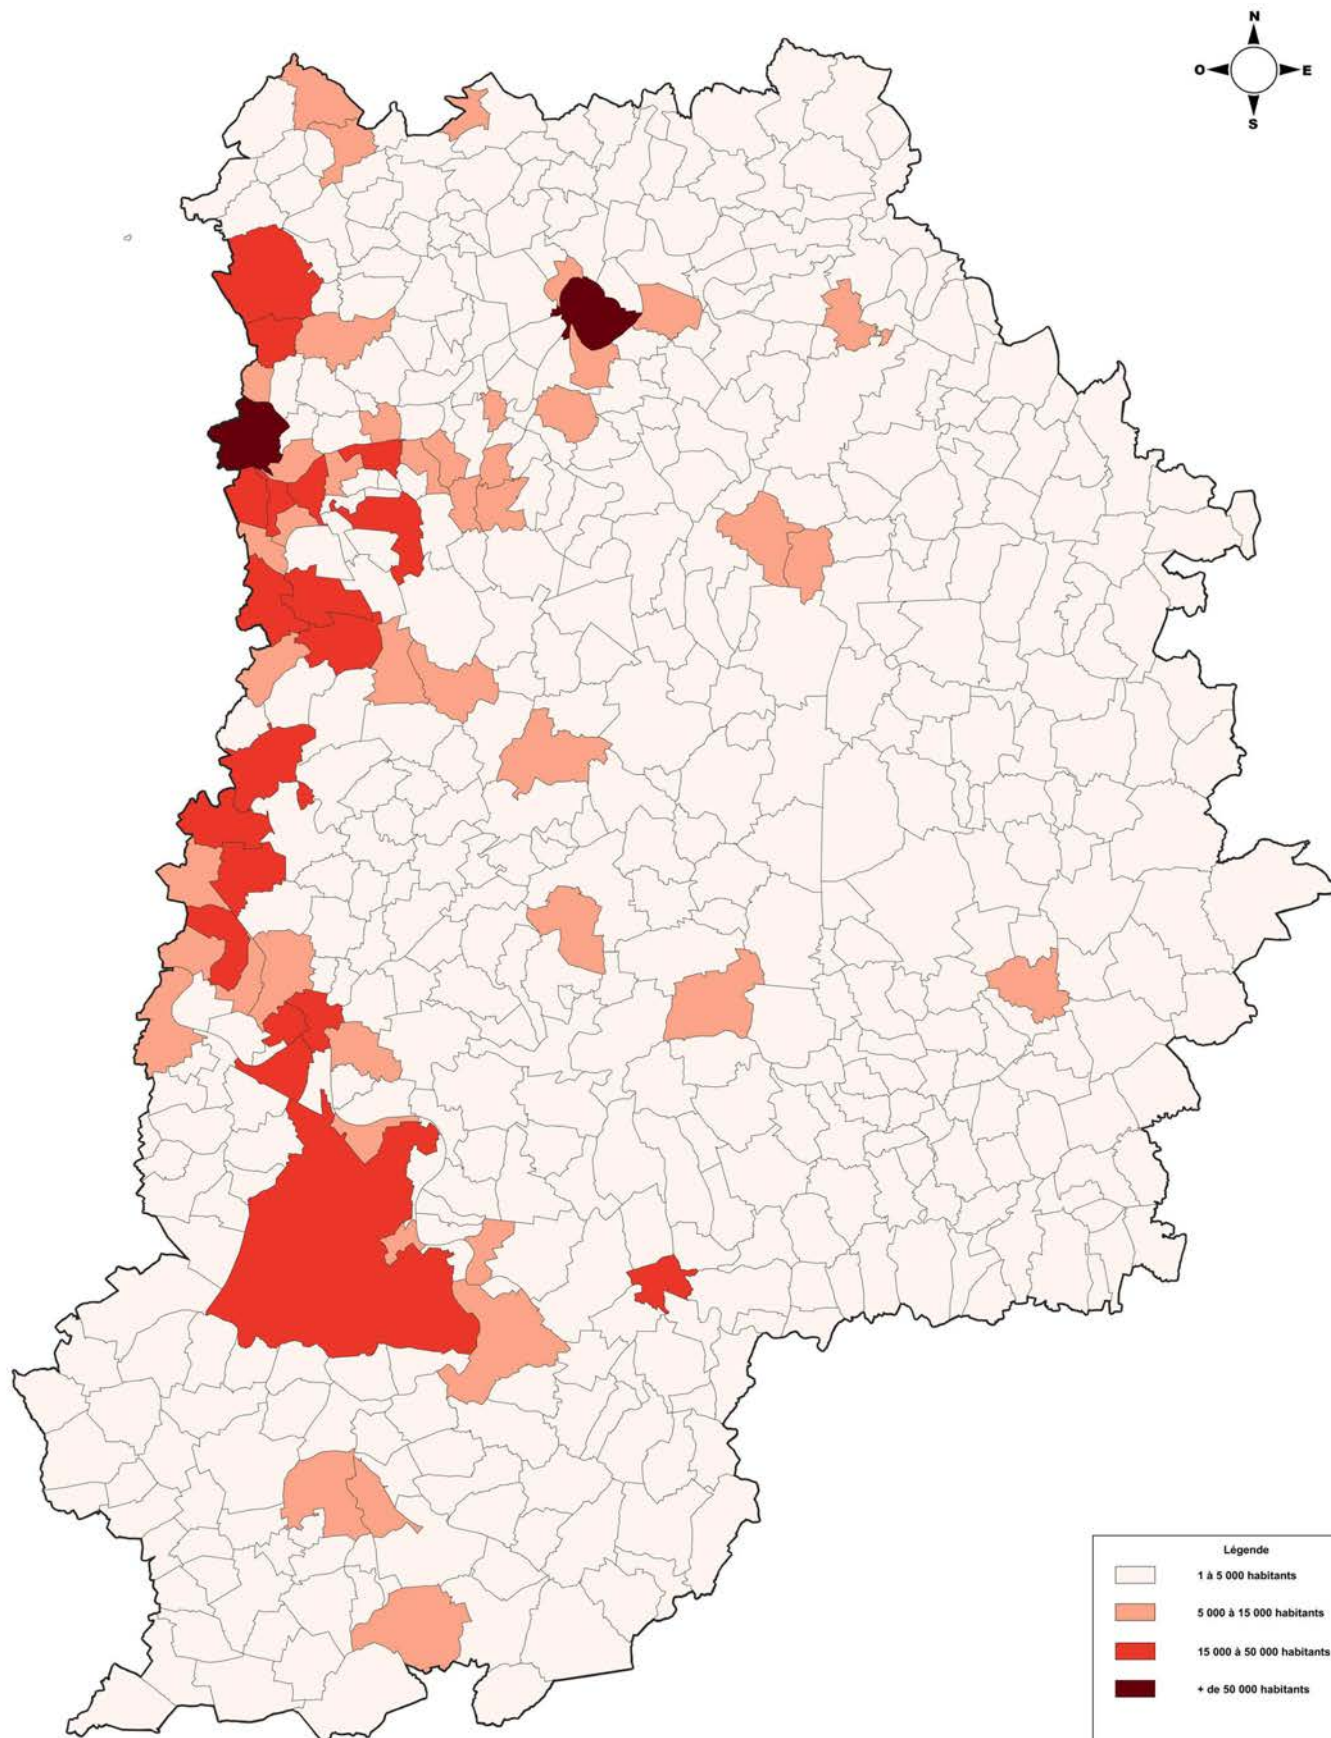 N
O E
S
Légende
1 à 5 000 habitants
5 000 à 15 000 habitants
15 000 à 50 000 habitants
+ de 50 000 habitants